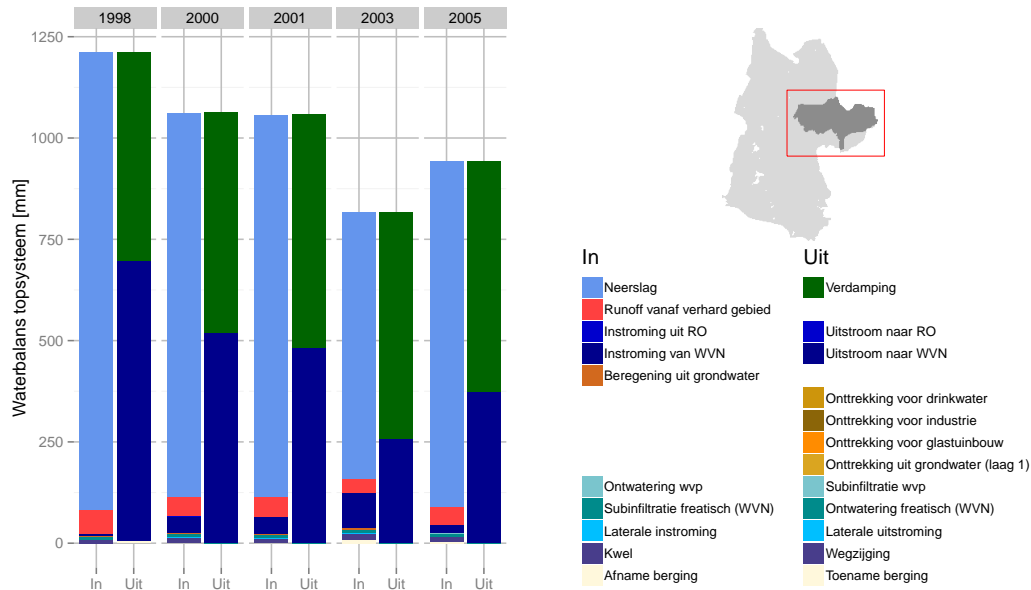 1998 2000 2001 2003 2005
Waterbalans topsysteem [mm]
1250
1000
750
500
250
0
In Uit In Uit In Uit In Uit In Uit
In
Neerslag
Runoff vanaf verhard gebied
Instroming uit RO
Instroming van WVN
Beregening uit grondwater
Ontwatering wvp
Subinfiltratie freatisch (WVN)
Laterale instroming
Kwel
Afname berging
Uit
Verdamping
Uitstroom naar RO
Uitstroom naar WVN
Onttrekking voor drinkwater
Onttrekking voor industrie
Onttrekking voor glastuinbouw
Onttrekking uit grondwater (laag 1)
Subinfiltratie wvp
Ontwatering freatisch (WVN)
Laterale uitstroming
Wegzijging
Toename berging